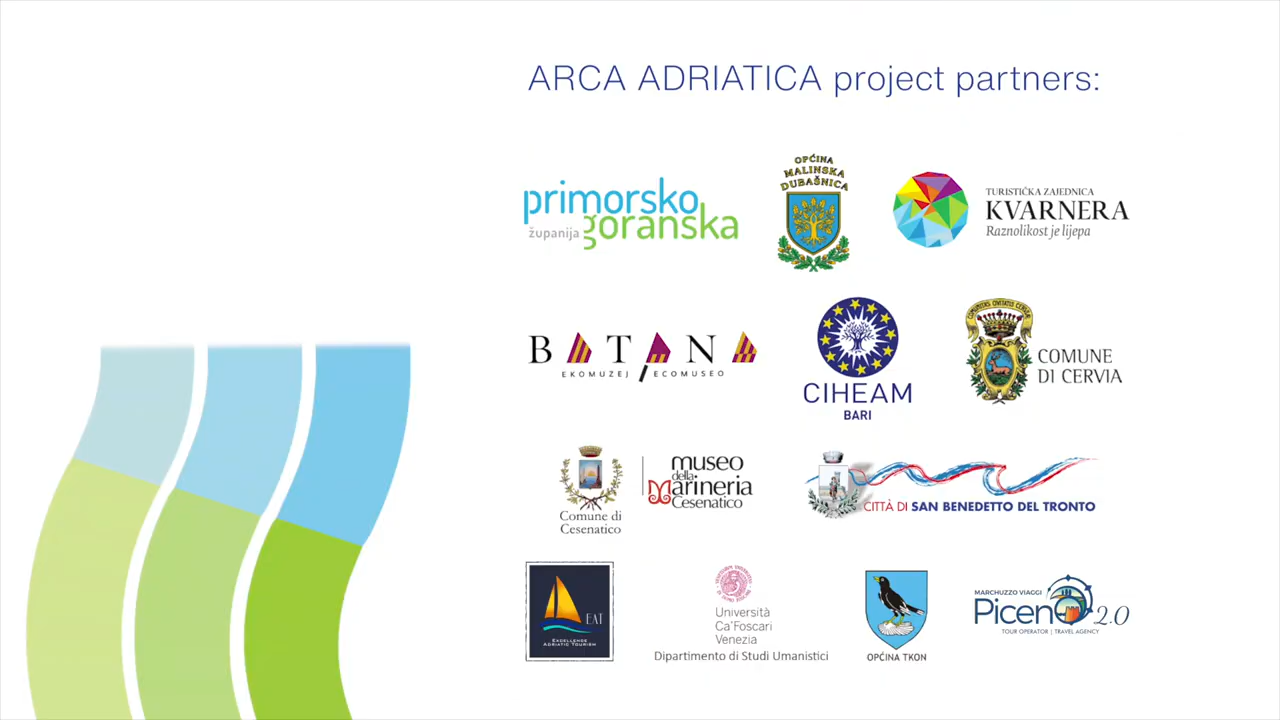 ARCA ADRIATICA project partners:
primorsko
županija goranska
OPĆINA
MALINSKA
DUBAŠNICA
TURISTIČKA ZAJEDNICA
KVARNERA
Raznolikost je lijepa
BATANA
EKOMUZEJ / ECOMUSEO
CIHEAM
BARI
COMUNE
DI CERVIA
Comune di
Cesenatico
museo
della
Marineria
Cesenatico
CITTÀ DI SAN BENEDETTO DEL TRONTO
EAT
EXCELLENCE
ADRIATIC TOURISM
Università
Ca'Foscari
Venezia
Dipartimento di Studi Umanistici
OPĆINA TKON
MARCHUZZO VIAGGI
Piceno 2.0
TOUR OPERATOR | TRAVEL AGENCY